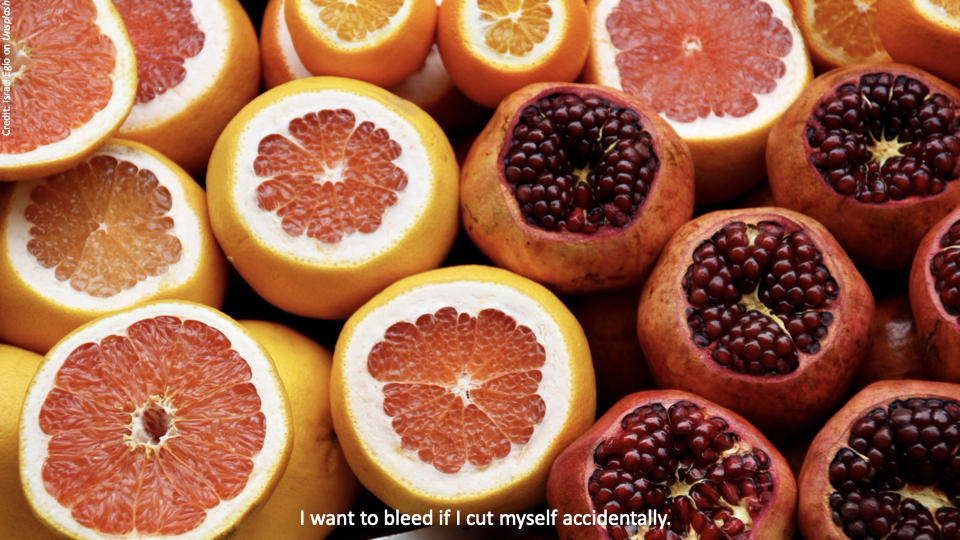 Credit: Israel Egio on Unsplash
I want to bleed if I cut myself accidentally.